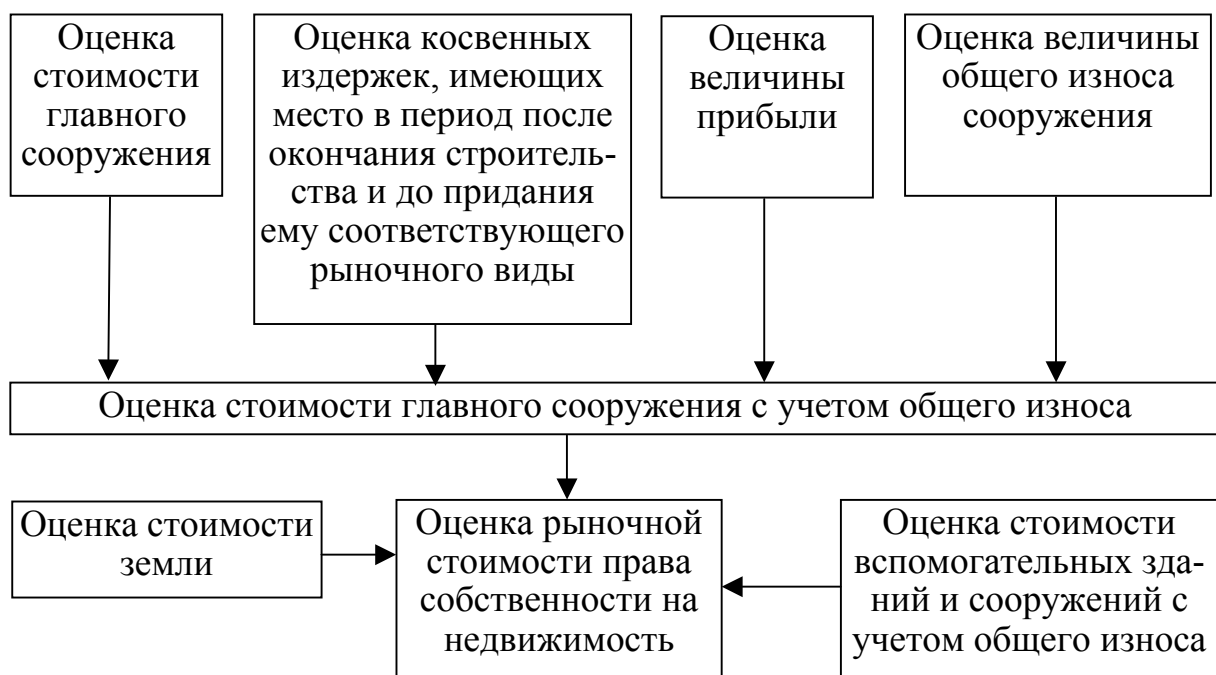 Оценка
стоимости
главного
сооружения
Оценка косвенных
издержек, имеющих
место в период после
окончания строитель-
ства и до придания
ему соответствующего
рыночного виды
Оценка
величины
прибыли
Оценка величины
общего износа
сооружения
Оценка стоимости главного сооружения с учетом общего износа
Оценка стоимости
земли
Оценка рыночной
стоимости права
собственности на
недвижимость
Оценка стоимости
вспомогательных зда-
ний и сооружений с
учетом общего износа